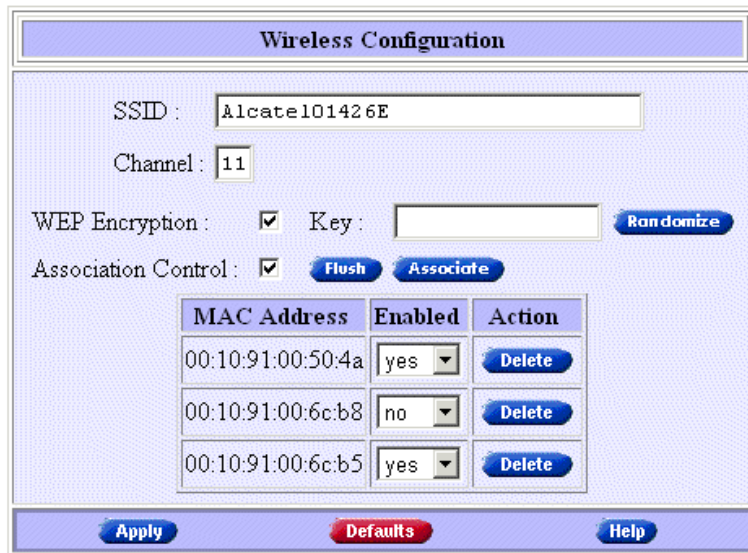 Wireless Configuration
SSID : Alcatel01426E
Channel : 11
WEP Encryption : Key : Randomize
Association Control : Flush Associate
MAC Address Enabled Action
00:10:91:00:50:4a yes Delete
00:10:91:00:6c:b8 no Delete
00:10:91:00:6c:b5 yes Delete
Apply Defaults Help